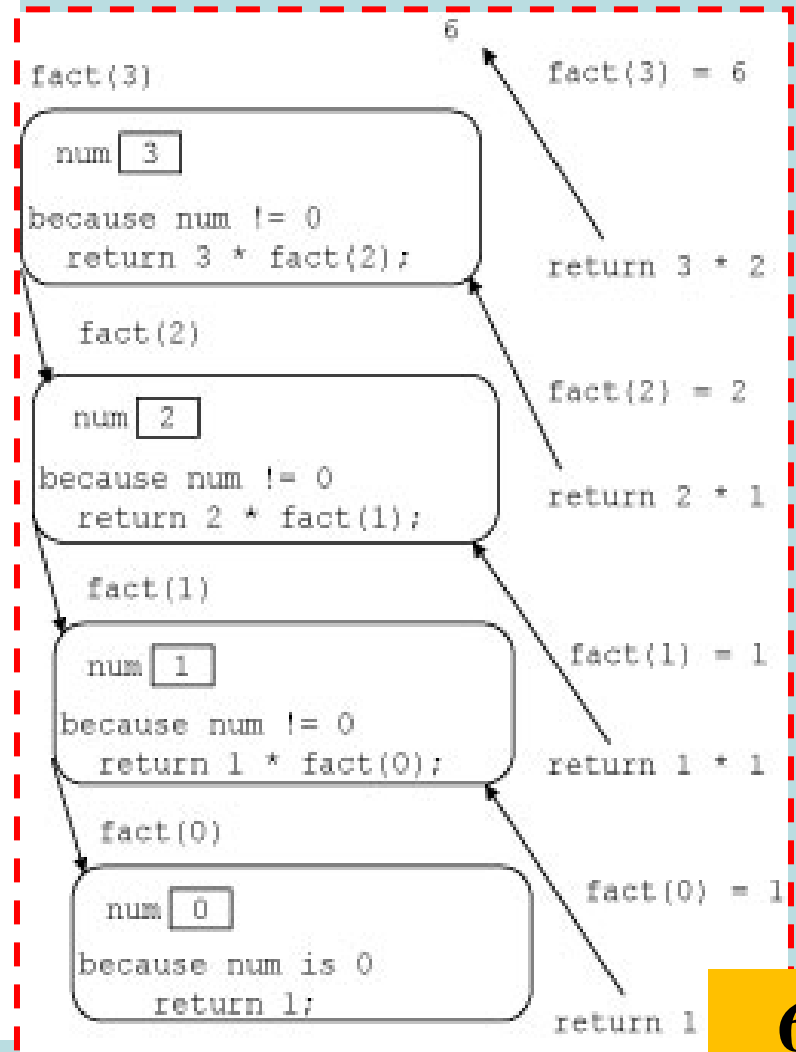 6
fact(3)
fact(3) = 6
num 3
because num != 0
return 3 * fact(2);
return 3 * 2
fact(2)
fact(2) = 2
num 2
because num != 0
return 2 * fact(1);
return 2 * 1
fact(1)
fact(1) = 1
num 1
because num != 0
return 1 * fact(0);
return 1 * 1
fact(0)
fact(0) = 1
num 0
because num is 0
return 1;
return 1